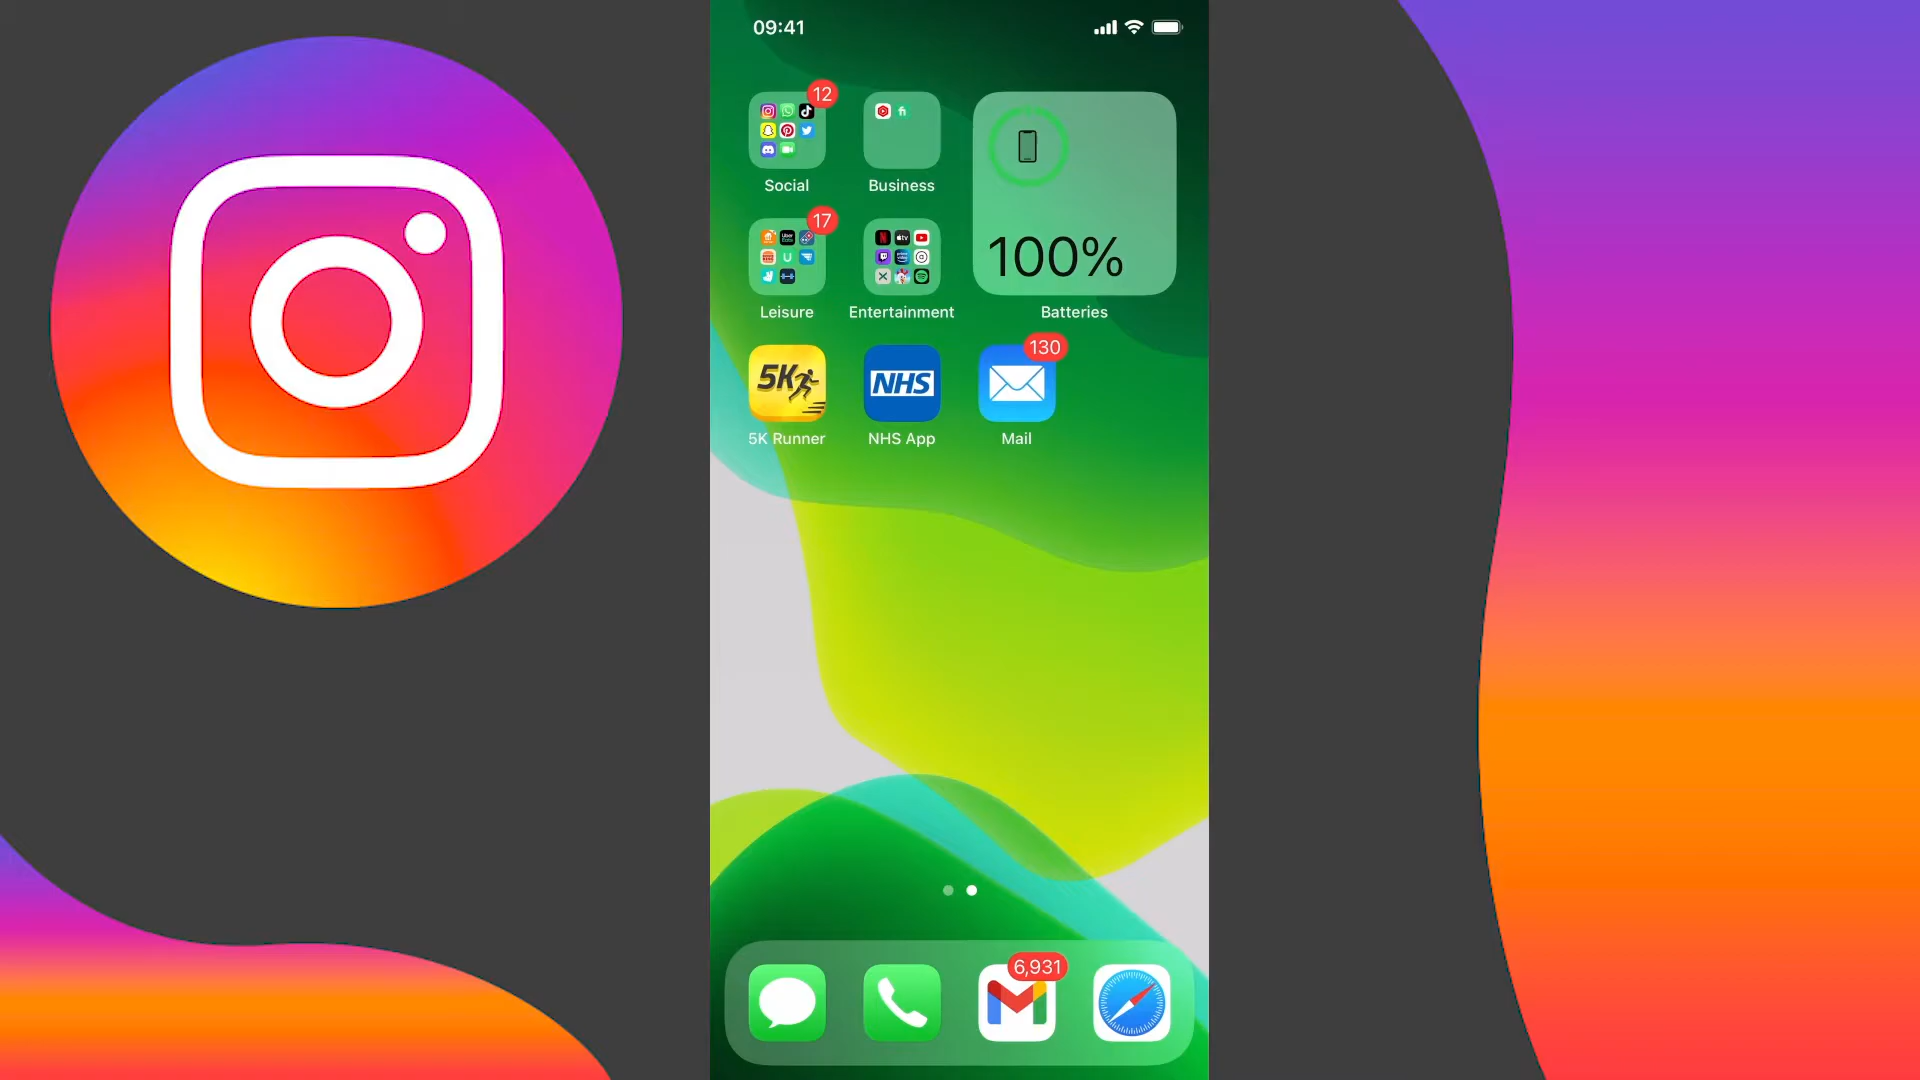 09:41
12
Social
Business
100%
Batteries
17
Leisure
Entertainment
5K
5K Runner
NHS
NHS App
130
Mail
6,931